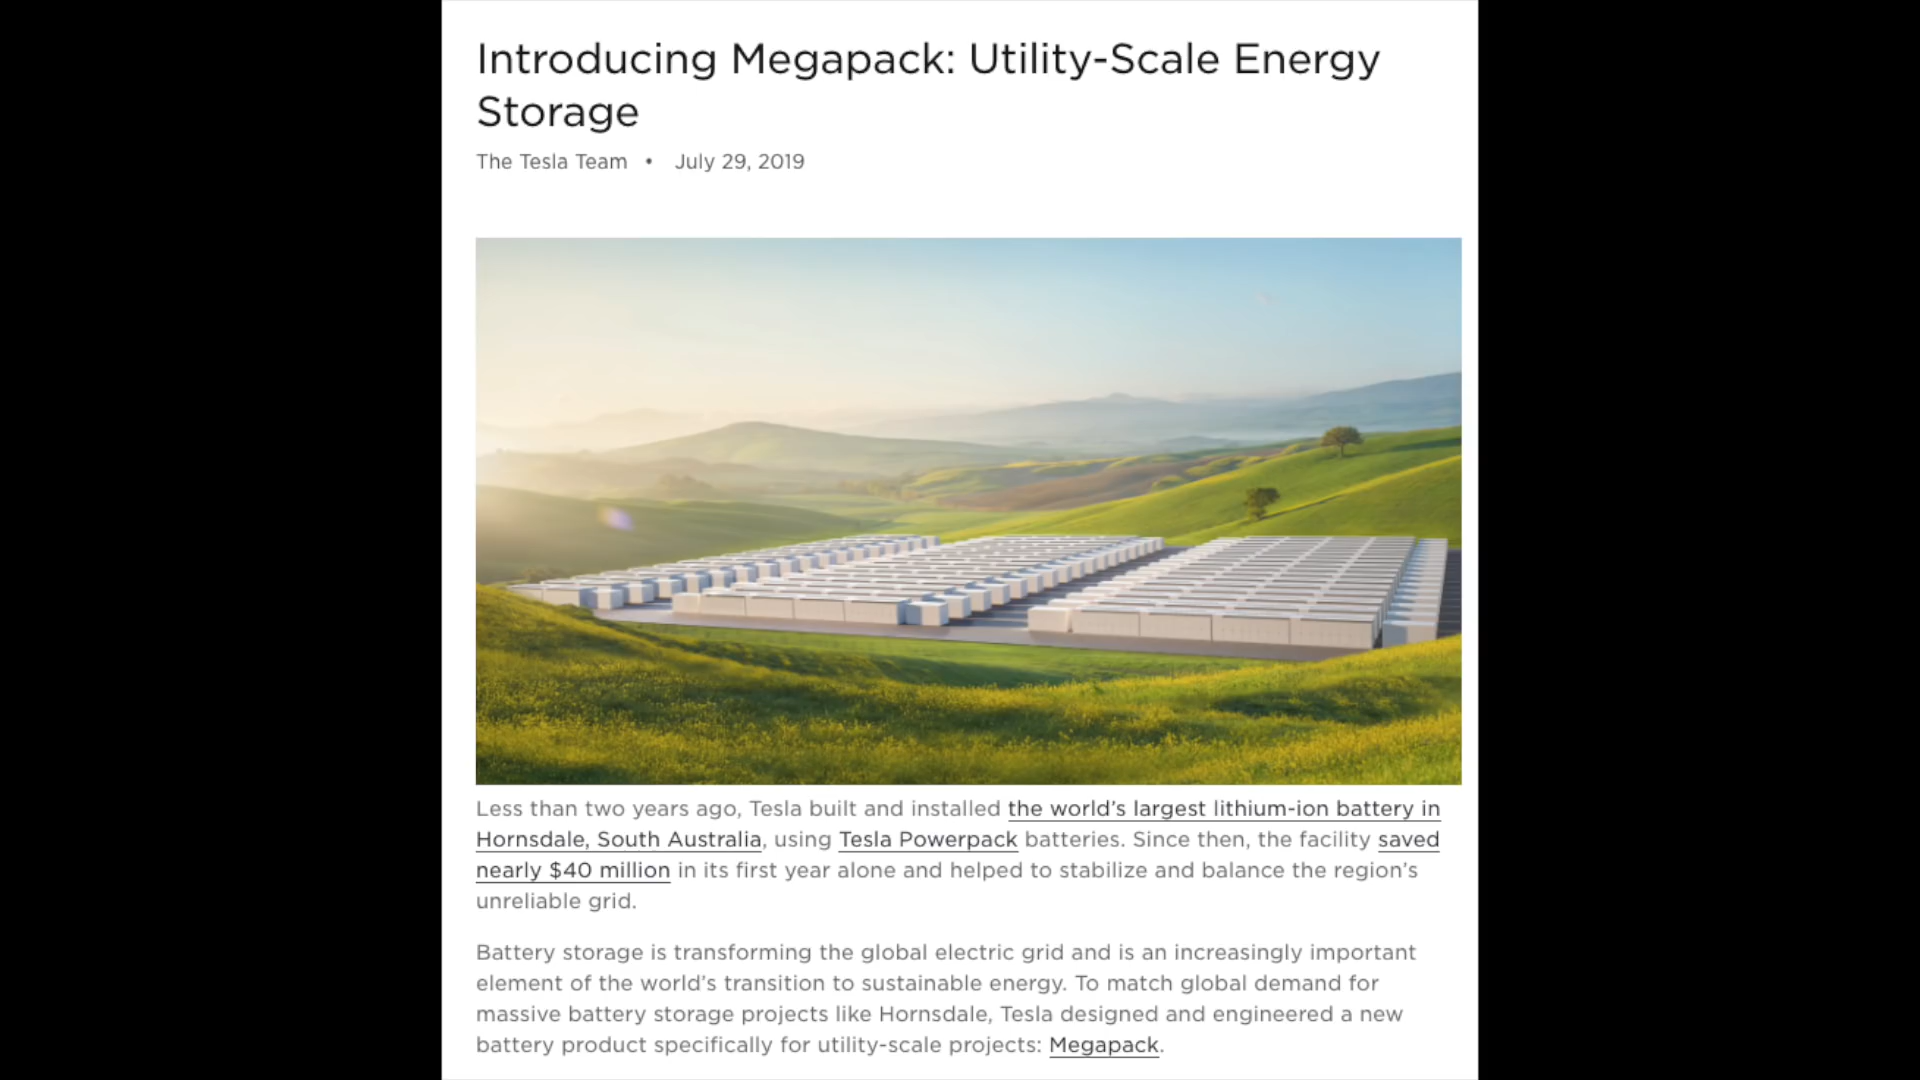 Introducing Megapack: Utility-Scale Energy
Storage
The Tesla Team • July 29, 2019
Less than two years ago, Tesla built and installed the world’s largest lithium-ion battery in
Hornsdale, South Australia, using Tesla Powerpack batteries. Since then, the facility saved
nearly $40 million in its first year alone and helped to stabilize and balance the region’s
unreliable grid.
Battery storage is transforming the global electric grid and is an increasingly important
element of the world’s transition to sustainable energy. To match global demand for
massive battery storage projects like Hornsdale, Tesla designed and engineered a new
battery product specifically for utility-scale projects: Megapack.